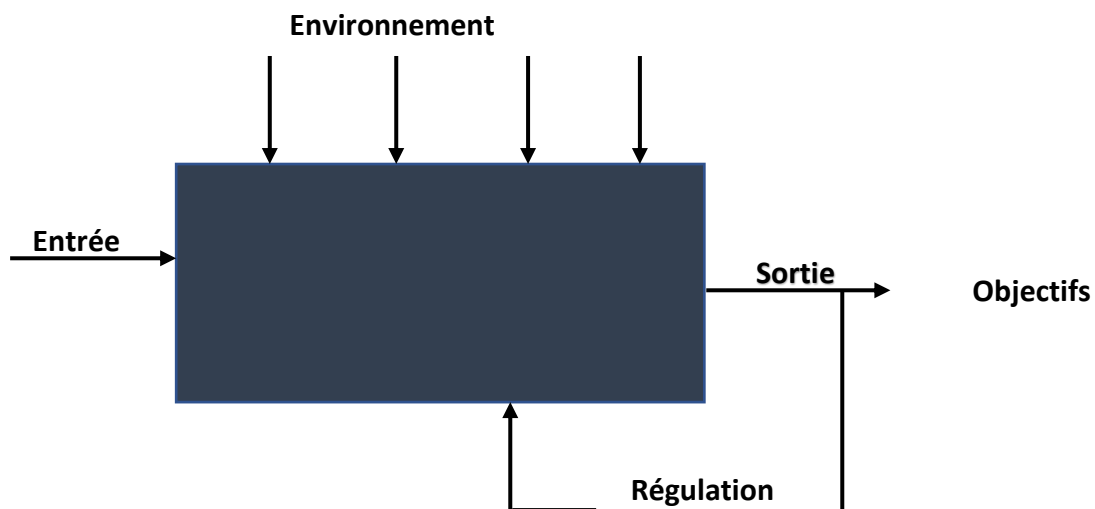 Environnement
Entrée
Sortie
Objectifs
Régulation